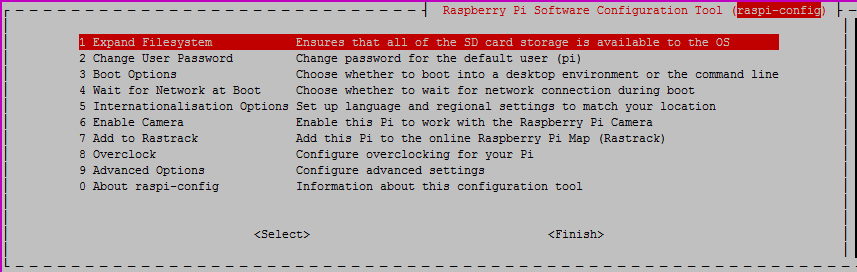 Raspberry Pi Software Configuration Tool (raspi-config)
1 Expand Filesystem Ensures that all of the SD card storage is available to the OS
2 Change User Password Change password for the default user (pi)
3 Boot Options Choose whether to boot into a desktop environment or the command line
4 Wait for Network at Boot Choose whether to wait for network connection during boot
5 Internationalisation Options Set up language and regional settings to match your location
6 Enable Camera Enable this Pi to work with the Raspberry Pi Camera
7 Add to Rastrack Add this Pi to the online Raspberry Pi Map (Rastrack)
8 Overclock Configure overclocking for your Pi
9 Advanced Options Configure advanced settings
0 About raspi-config Information about this configuration tool
<Select> <Finish>